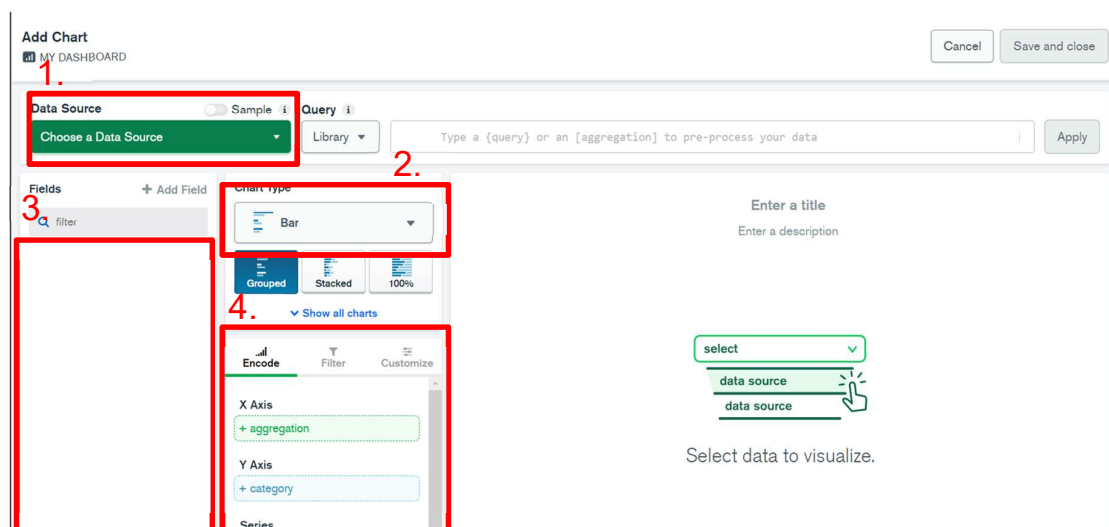 Add Chart
MY DASHBOARD
Cancel
Save and close
1.
Data Source
Sample i
Query i
Choose a Data Source
Library
Type a {query} or an [aggregation] to pre-process your data
Apply
2.
Fields
+ Add Field
Chart Type
3.
filter
Bar
Enter a title
Enter a description
Grouped
Stacked
100%
4.
Show all charts
Encode
Filter
Customize
select
data source
data source
X Axis
+ aggregation
Select data to visualize.
Y Axis
+ category
Series